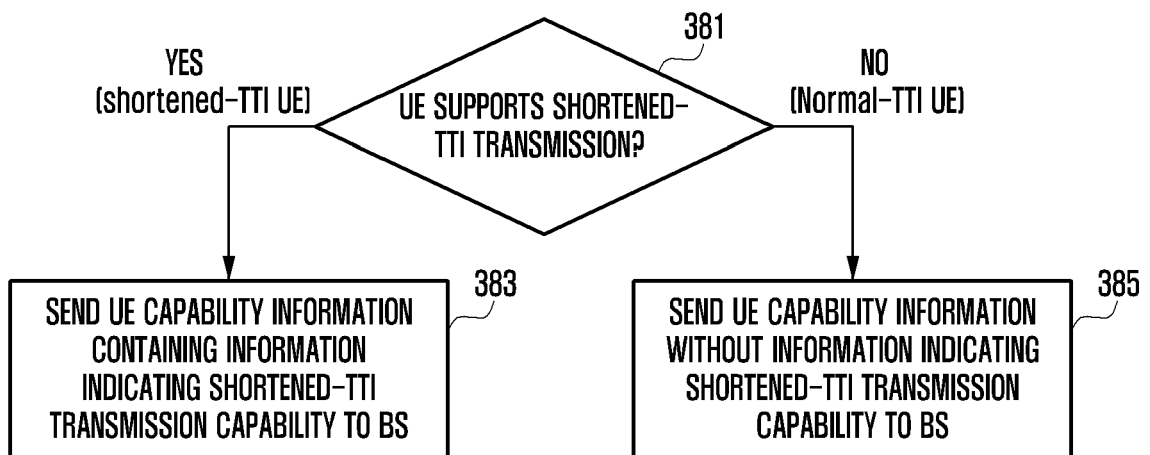 381
YES
(shortened-TTI UE)
NO
(Normal-TTI UE)
UE SUPPORTS SHORTENED-
TTI TRANSMISSION?
383
SEND UE CAPABILITY INFORMATION
CONTAINING INFORMATION
INDICATING SHORTENED-TTI
TRANSMISSION CAPABILITY TO BS
385
SEND UE CAPABILITY INFORMATION
WITHOUT INFORMATION INDICATING
SHORTENED-TTI TRANSMISSION
CAPABILITY TO BS